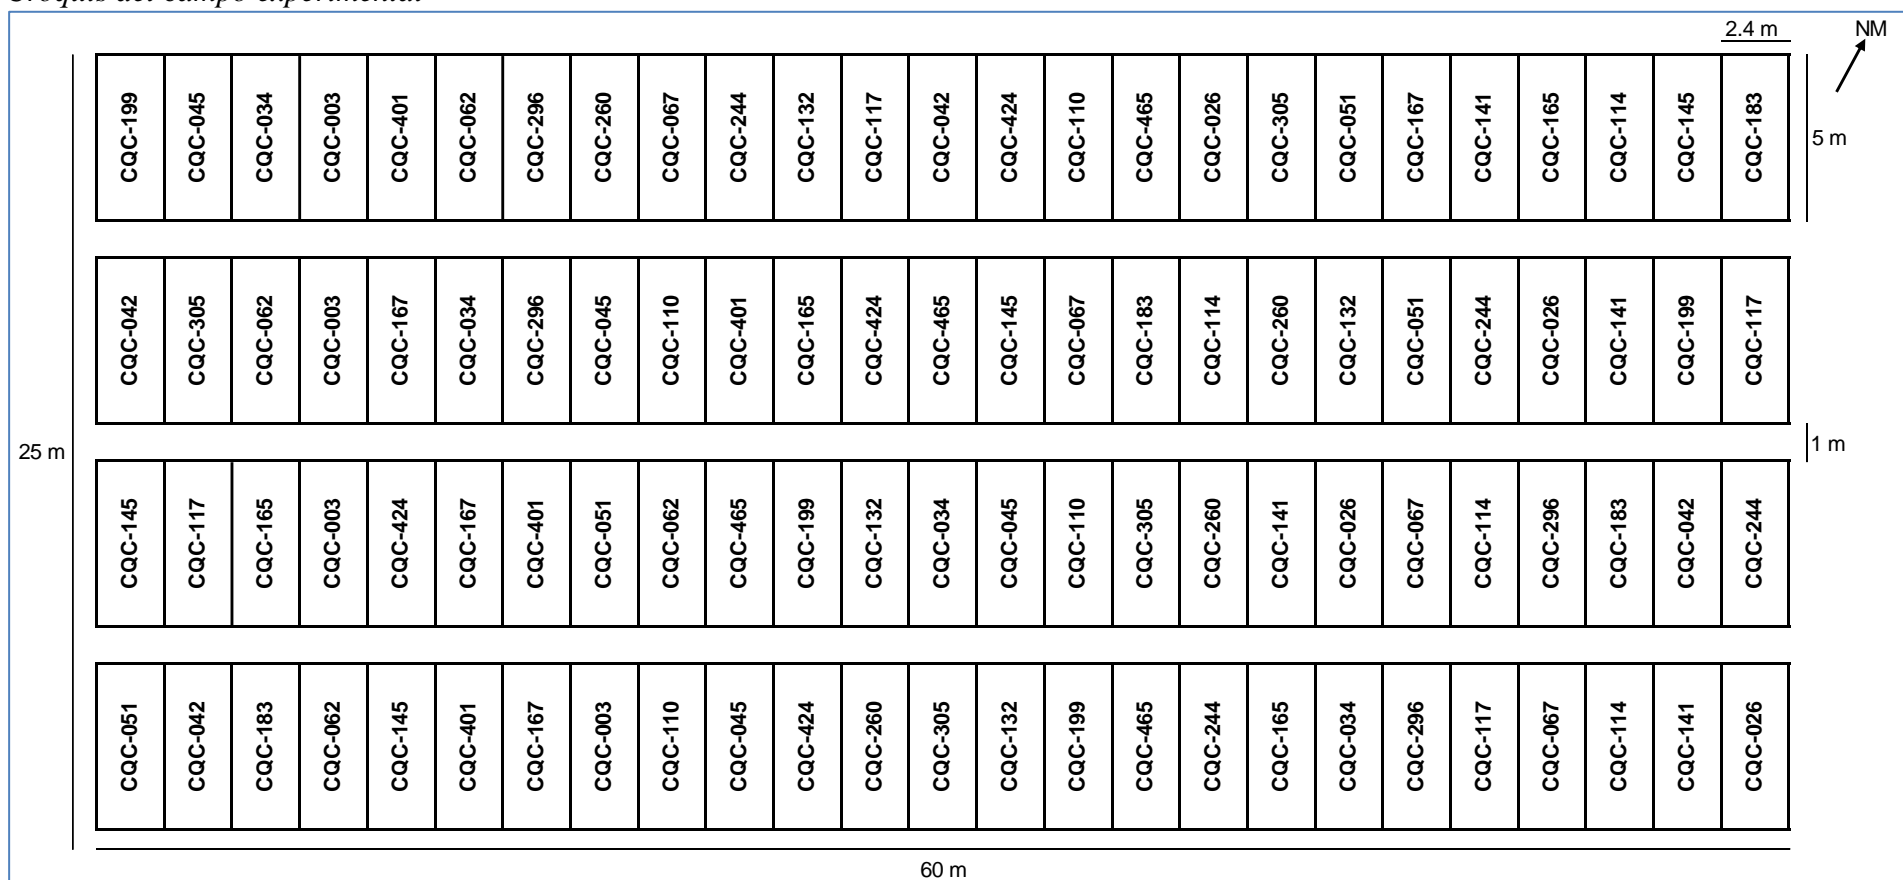 Croquis del campo experimental
2.4 m
NM
CQC-199 CQC-045 CQC-034 CQC-003 CQC-401 CQC-062 CQC-296 CQC-260 CQC-067 CQC-244 CQC-132 CQC-117 CQC-042 CQC-424 CQC-110 CQC-465 CQC-026 CQC-305 CQC-051 CQC-167 CQC-141 CQC-165 CQC-114 CQC-145 CQC-183
5 m
CQC-042 CQC-305 CQC-062 CQC-003 CQC-167 CQC-034 CQC-296 CQC-045 CQC-110 CQC-401 CQC-165 CQC-424 CQC-465 CQC-145 CQC-067 CQC-183 CQC-114 CQC-260 CQC-132 CQC-051 CQC-244 CQC-026 CQC-141 CQC-199 CQC-117
25 m
1 m
CQC-145 CQC-117 CQC-165 CQC-003 CQC-424 CQC-167 CQC-401 CQC-051 CQC-062 CQC-465 CQC-199 CQC-132 CQC-034 CQC-045 CQC-110 CQC-305 CQC-260 CQC-141 CQC-026 CQC-067 CQC-114 CQC-296 CQC-183 CQC-042 CQC-244
CQC-051 CQC-042 CQC-183 CQC-062 CQC-145 CQC-401 CQC-167 CQC-003 CQC-110 CQC-045 CQC-424 CQC-260 CQC-305 CQC-132 CQC-199 CQC-465 CQC-244 CQC-165 CQC-034 CQC-296 CQC-117 CQC-067 CQC-114 CQC-141 CQC-026
60 m